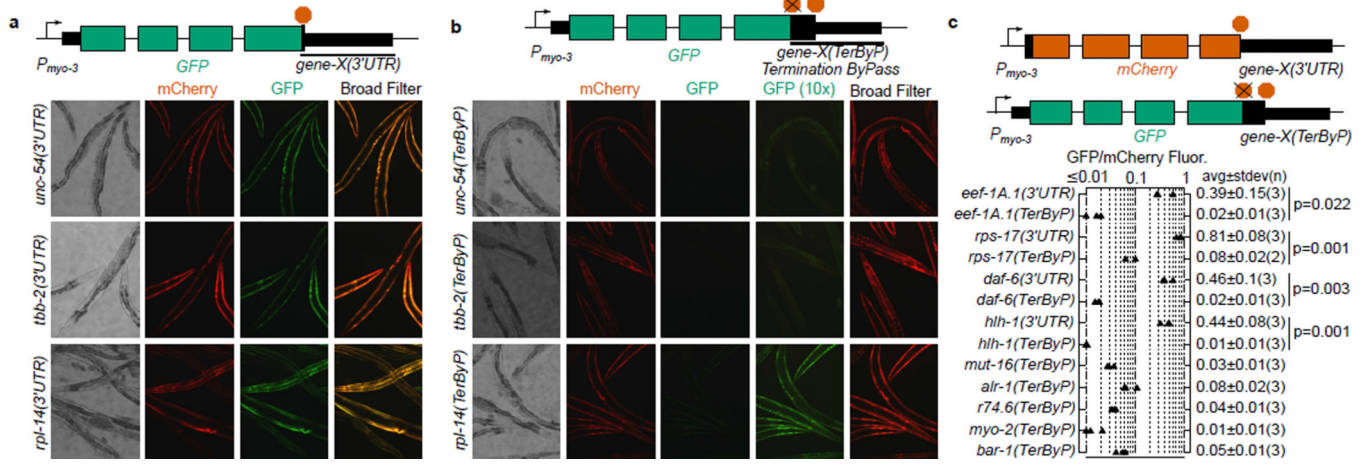 a
P myo-3
GFP
gene-X(3'UTR)
mCherry GFP Broad Filter
unc-54(3'UTR)
tbb-2(3'UTR)
rpl-14(3'UTR)
b
P myo-3
GFP
gene-X(TerByP)
Termination ByPass
mCherry GFP GFP (10x) Broad Filter
unc-54(TerByP)
tbb-2(TerByP)
rpl-14(TerByP)
c
P myo-3
mCherry
gene-X(3'UTR)
P myo-3
GFP
gene-X(TerByP)
GFP/mCherry Fluor.
≤0.01 0.1 1 avg±stdev(n)
eef-1A.1(3'UTR) 0.39±0.15(3)
p=0.022
eef-1A.1(TerByP) 0.02±0.01(3)
rps-17(3'UTR) 0.81±0.08(3)
p=0.001
rps-17(TerByP) 0.08±0.02(2)
daf-6(3'UTR) 0.46±0.1(3)
p=0.003
daf-6(TerByP) 0.02±0.01(3)
hlh-1(3'UTR) 0.44±0.08(3)
p=0.001
hlh-1(TerByP) 0.01±0.01(3)
mut-16(TerByP) 0.03±0.01(3)
alr-1(TerByP) 0.08±0.02(3)
r74.6(TerByP) 0.04±0.01(3)
myo-2(TerByP) 0.01±0.01(3)
bar-1(TerByP) 0.05±0.01(3)